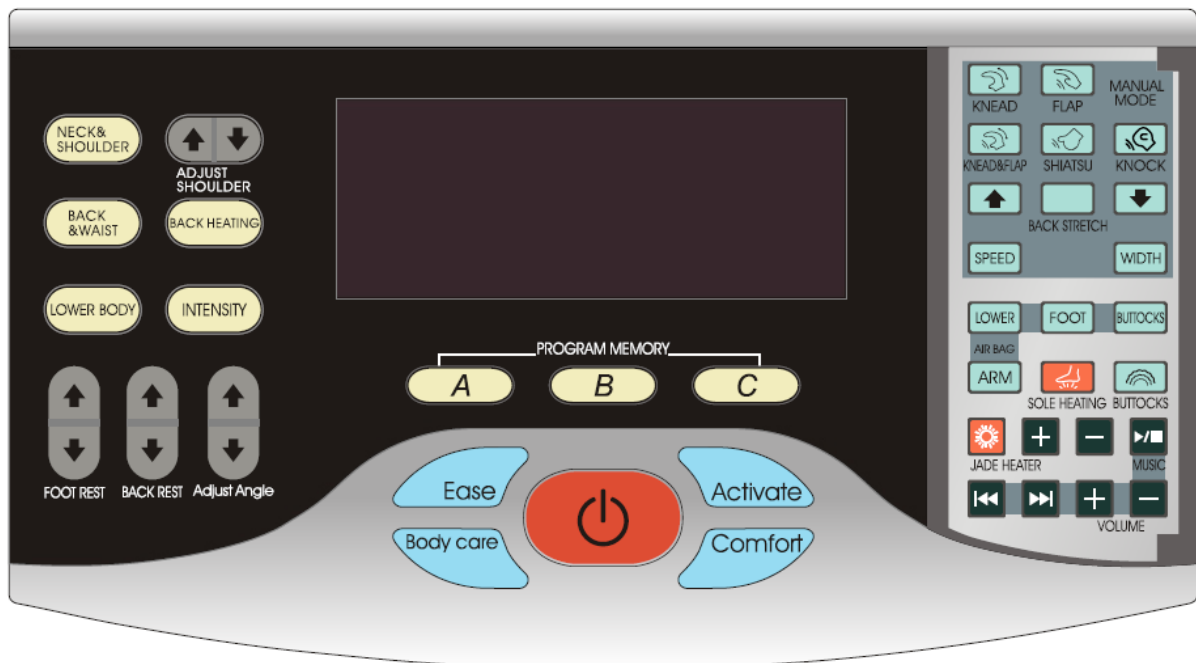 NECK&
SHOULDER
ADJUST
SHOULDER
BACK
&WAIST
BACK HEATING
LOWER BODY
INTENSITY
FOOT REST
BACK REST
Adjust Angle
PROGRAM MEMORY
A
B
C
Ease
Activate
Body care
Comfort
KNEAD
FLAP
MANUAL
MODE
KNEAD&FLAP
SHIATSU
KNOCK
BACK STRETCH
SPEED
WIDTH
LOWER
FOOT
BUTTOCKS
AIR BAG
ARM
SOLE HEATING
BUTTOCKS
JADE HEATER
MUSIC
VOLUME